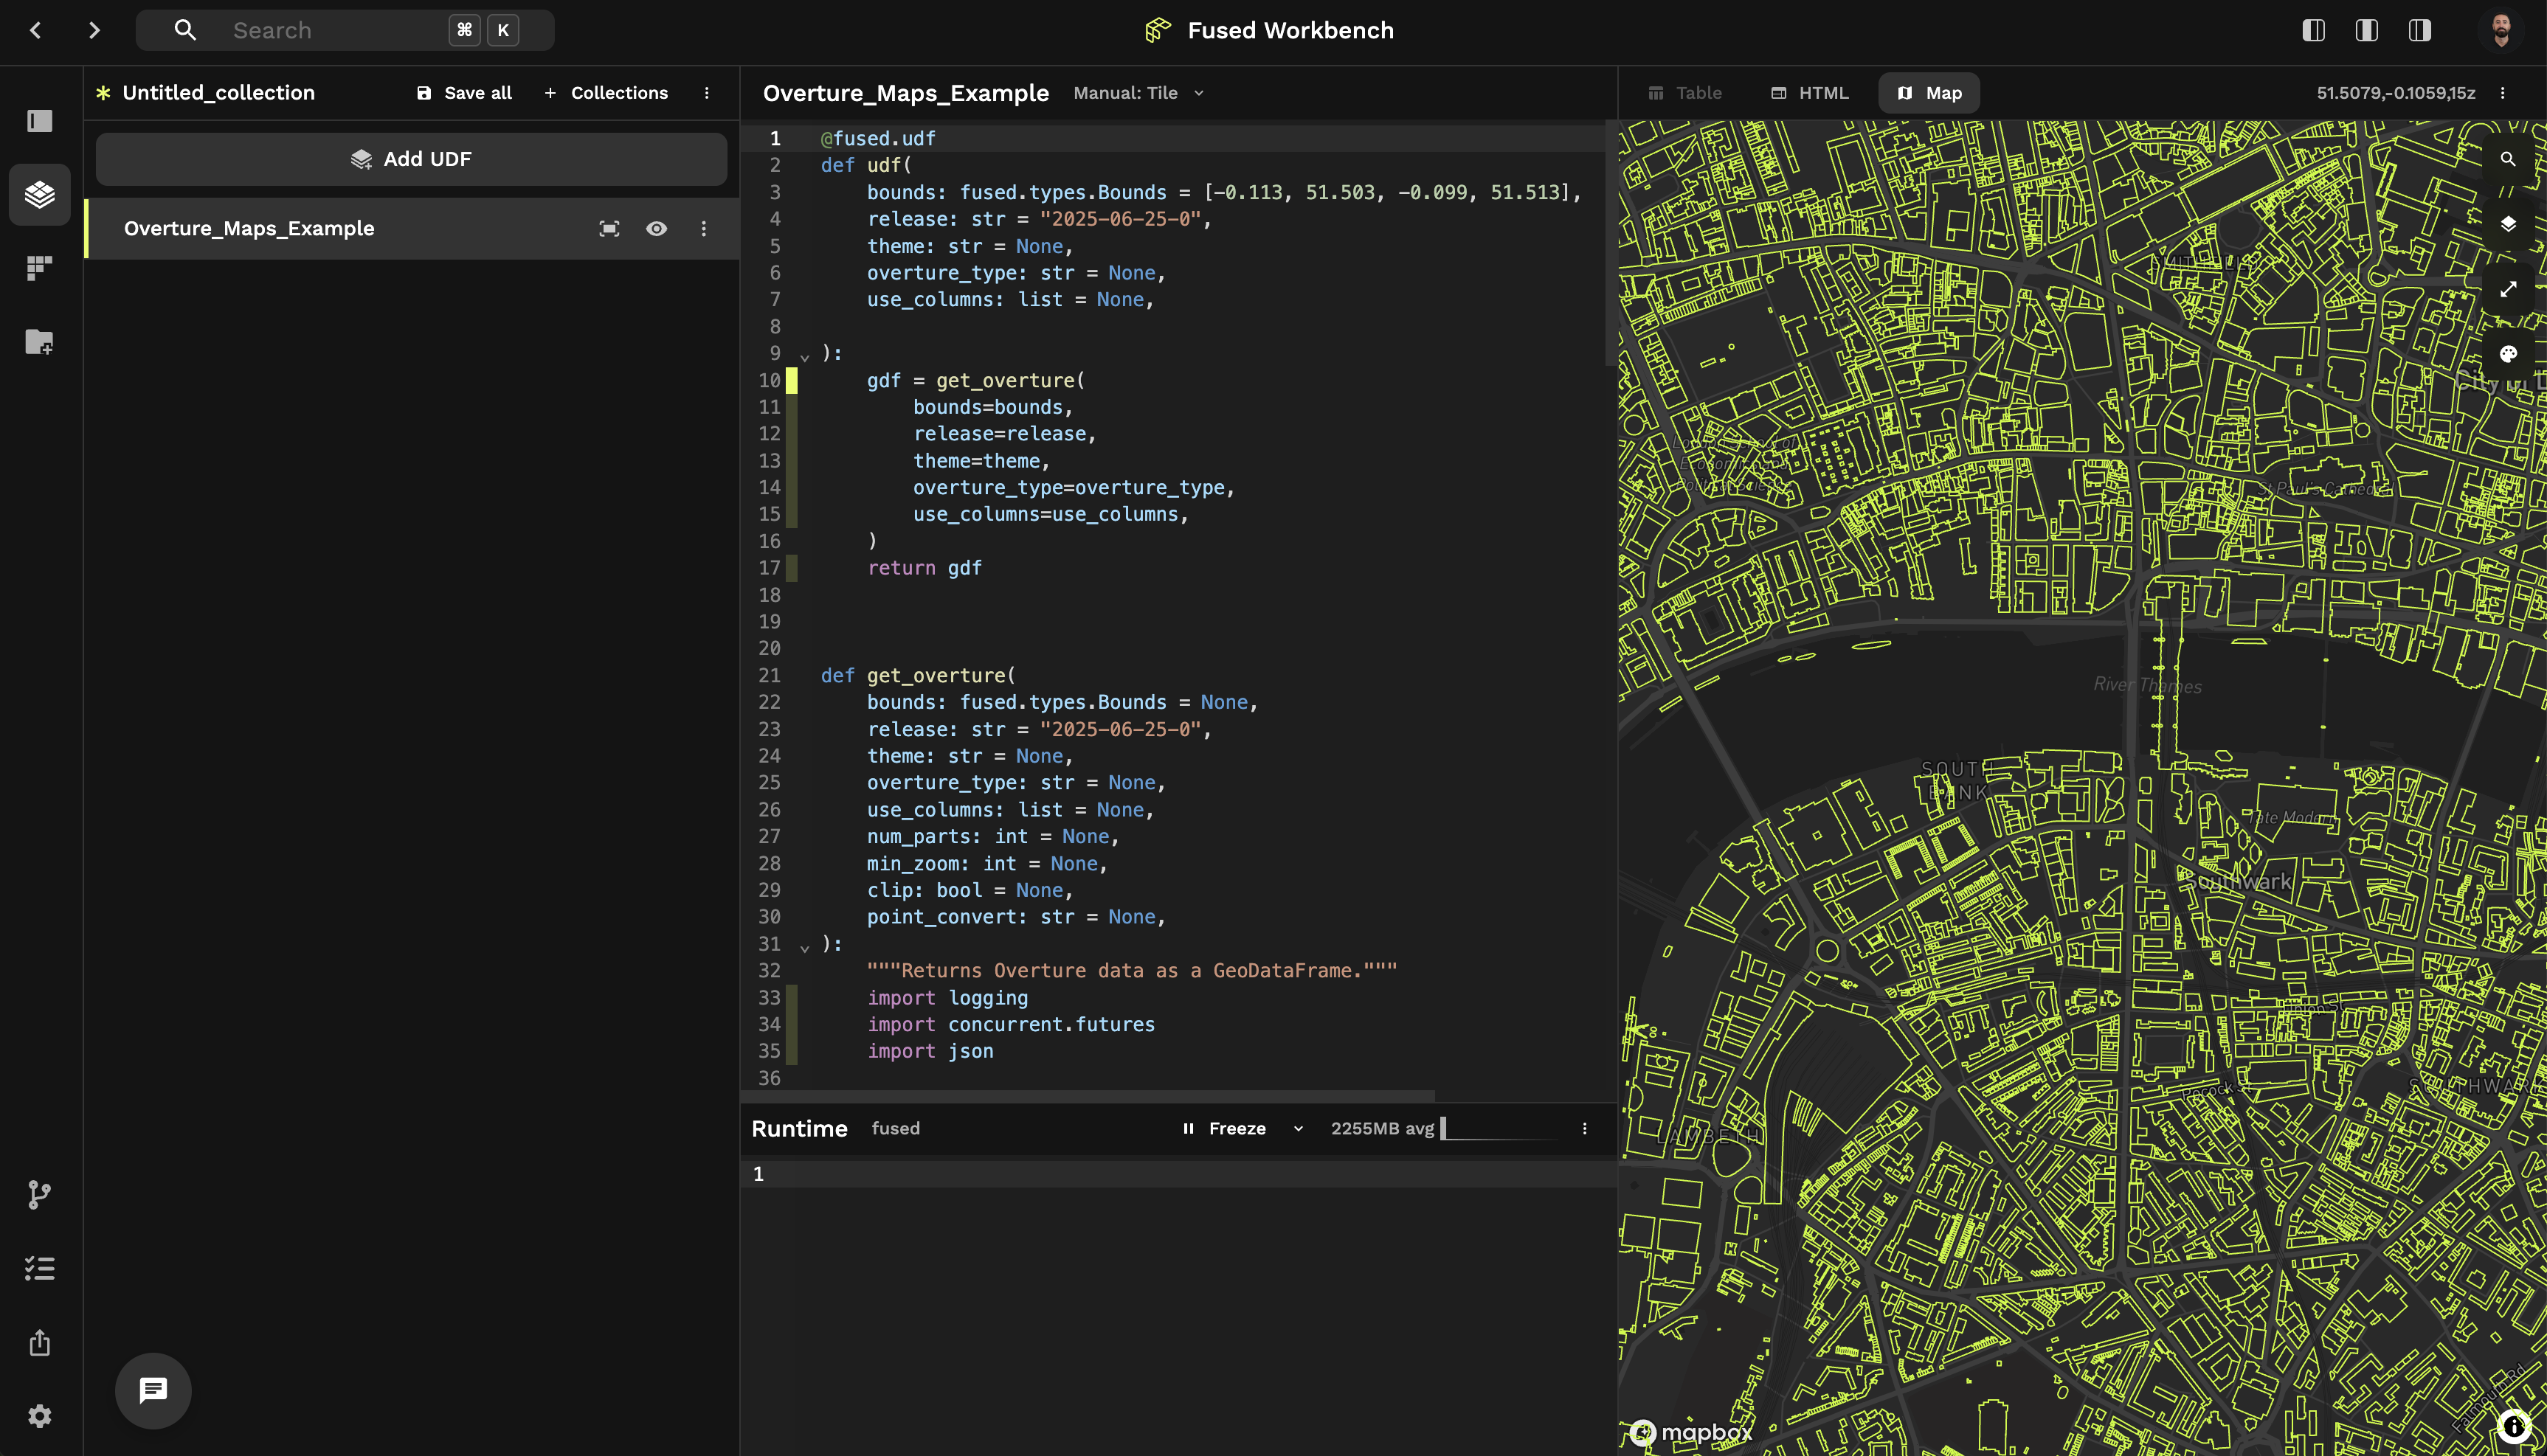 Search
⌘ K
Fused Workbench
Untitled_collection
Save all
+ Collections
Add UDF
Overture_Maps_Example
Overture_Maps_Example
Manual: Tile
Table
HTML
Map
51.5079,-0.1059,15z
1 @fused.udf
2 def udf(
3 bounds: fused.types.Bounds = [-0.113, 51.503, -0.099, 51.513],
4 release: str = "2025-06-25-0",
5 theme: str = None,
6 overture_type: str = None,
7 use_columns: list = None,
8
9 ):
10 gdf = get_overture(
11 bounds=bounds,
12 release=release,
13 theme=theme,
14 overture_type=overture_type,
15 use_columns=use_columns,
16 )
17 return gdf
18
19
20
21 def get_overture(
22 bounds: fused.types.Bounds = None,
23 release: str = "2025-06-25-0",
24 theme: str = None,
25 overture_type: str = None,
26 use_columns: list = None,
27 num_parts: int = None,
28 min_zoom: int = None,
29 clip: bool = None,
30 point_convert: str = None,
31 ):
32 """Returns Overture data as a GeoDataFrame."""
33 import logging
34 import concurrent.futures
35 import json
36
Runtime
fused
Freeze
2255MB avg
1
City of L
St Paul's Cathedral
River Thames
SOUTH
BANK
Tate Modern
Southwark
LAMBETH
mapbox